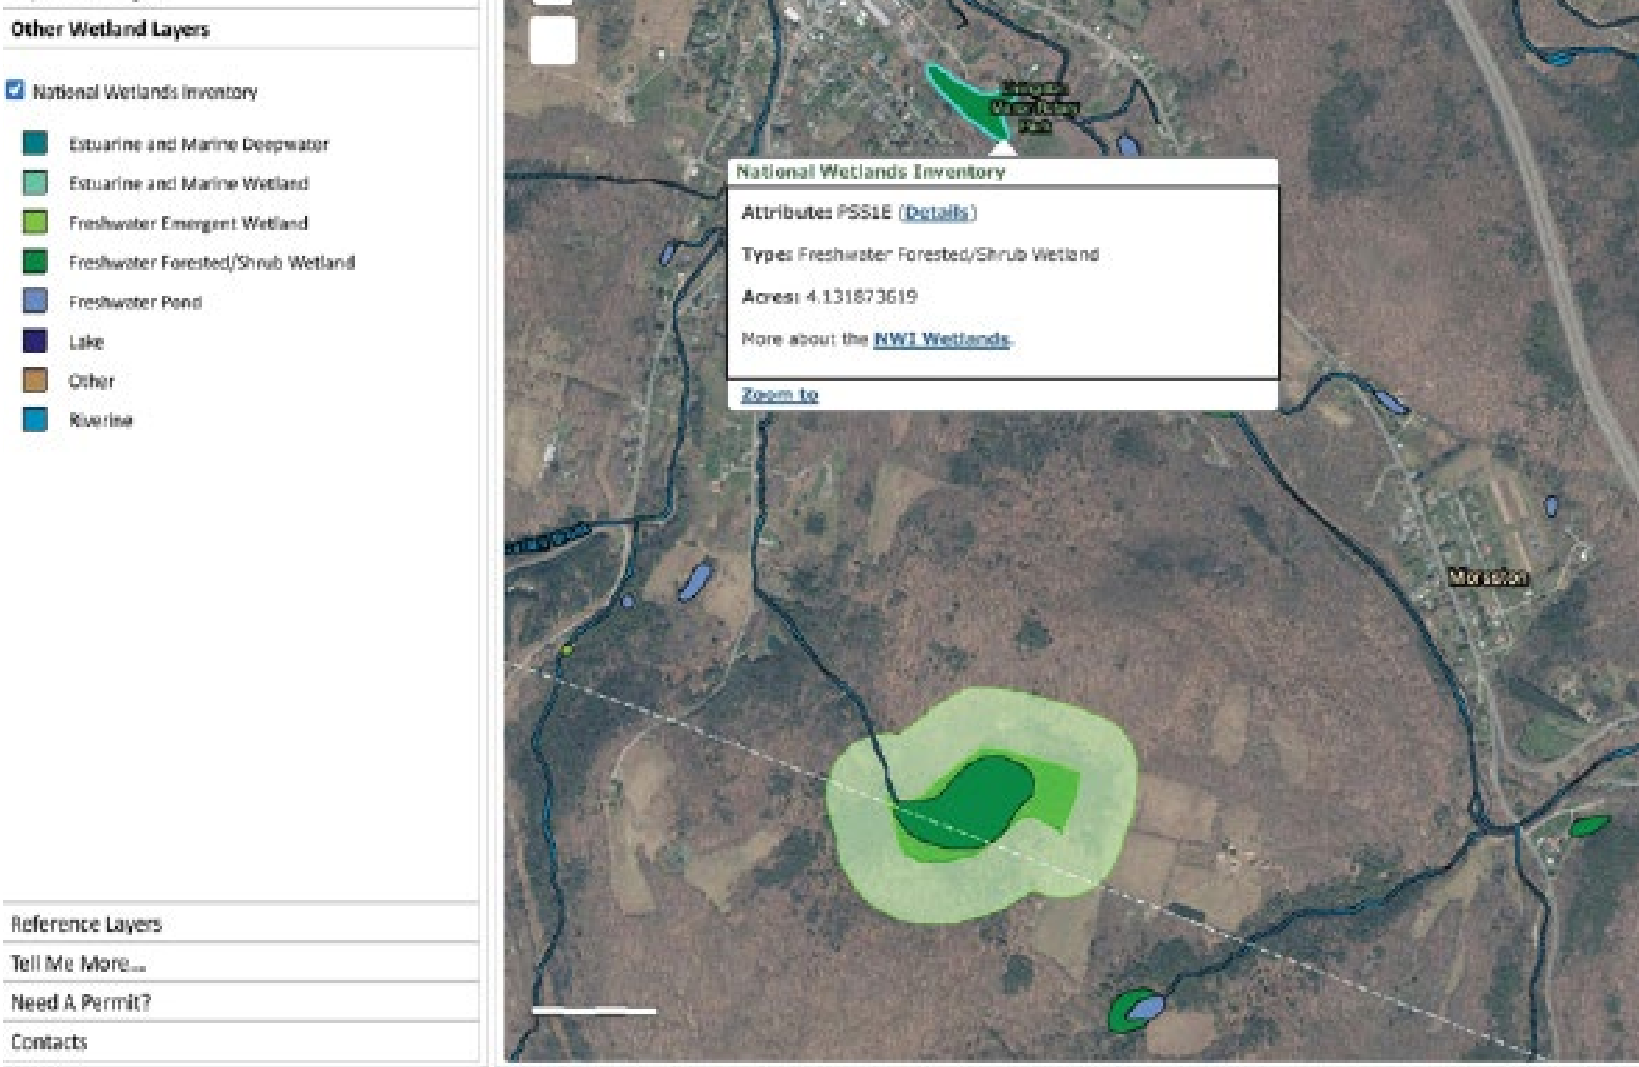 Other Wetland Layers
National Wetlands Inventory
Estuarine and Marine Deepwater
Estuarine and Marine Wetland
Freshwater Emergent Wetland
Freshwater Forested/Shrub Wetland
Freshwater Pond
Lake
Other
Riverine
Reference Layers
Tell Me More...
Need A Permit?
Contacts
Park
National Wetlands Inventory
Attributes: PSS1E (Details)
Type: Freshwater Forested/Shrub Wetland
Acres: 4.131873619
More about the NWI Wetlands.
Zoom to
Morseton